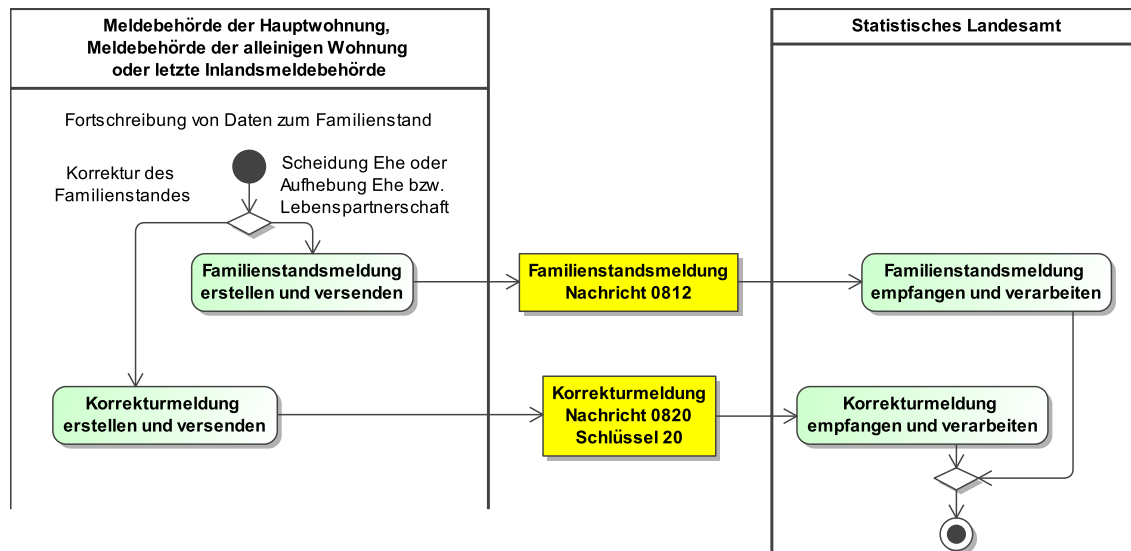 Meldebehörde der Hauptwohnung,
Meldebehörde der alleinigen Wohnung
oder letzte Inlandsmeldebehörde
Statistisches Landesamt
Fortschreibung von Daten zum Familienstand
Korrektur des
Familienstandes
Scheidung Ehe oder
Aufhebung Ehe bzw.
Lebenspartnerschaft
Familienstandsmeldung
erstellen und versenden
Familienstandsmeldung
Nachricht 0812
Familienstandsmeldung
empfangen und verarbeiten
Korrekturmeldung
erstellen und versenden
Korrekturmeldung
Nachricht 0820
Schlüssel 20
Korrekturmeldung
empfangen und verarbeiten